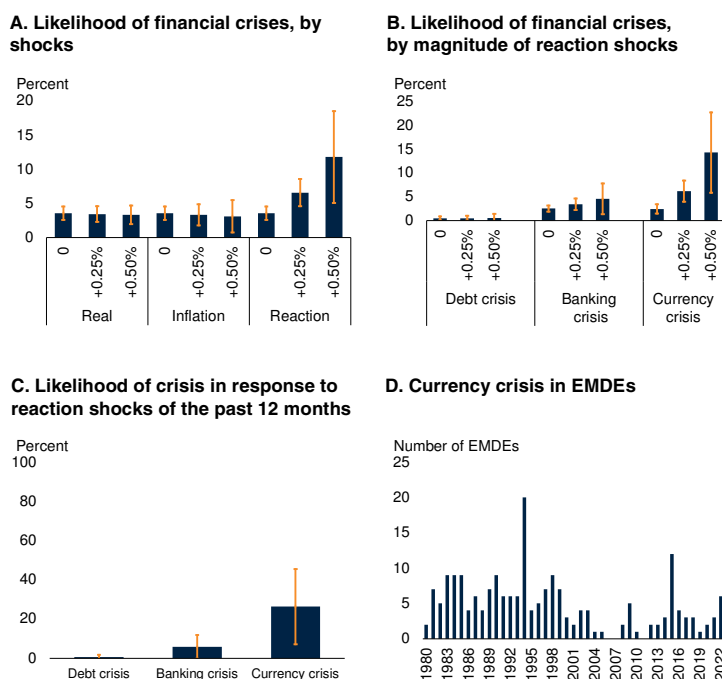 A. Likelihood of financial crises, by
shocks
Percent
20
15
10
5
0
0
+0.25%
+0.50%
0
+0.25%
+0.50%
0
+0.25%
+0.50%
Real
Inflation
Reaction
B. Likelihood of financial crises,
by magnitude of reaction shocks
Percent
25
20
15
10
5
0
0
+0.25%
+0.50%
0
+0.25%
+0.50%
0
+0.25%
+0.50%
Debt crisis
Banking
crisis
Currency
crisis
C. Likelihood of crisis in response to
reaction shocks of the past 12 months
Percent
100
80
60
40
20
0
Debt crisis
Banking crisis
Currency crisis
D. Currency crisis in EMDEs
Number of EMDEs
25
20
15
10
5
0
1980
1983
1986
1989
1992
1995
1998
2001
2004
2007
2010
2013
2016
2019
2022